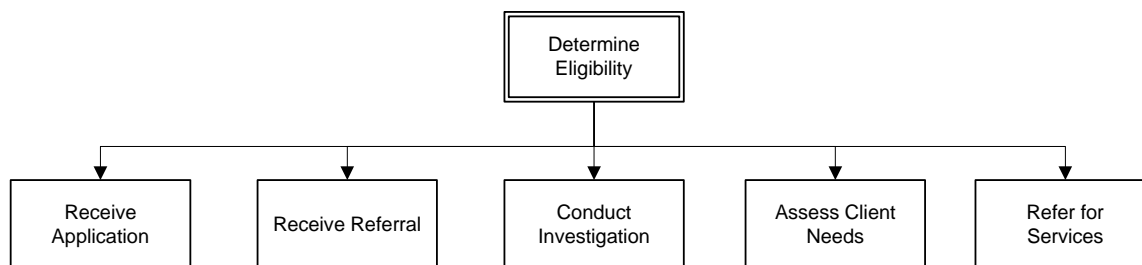 Determine
Eligibility
Receive
Application
Receive Referral
Conduct
Investigation
Assess Client
Needs
Refer for
Services